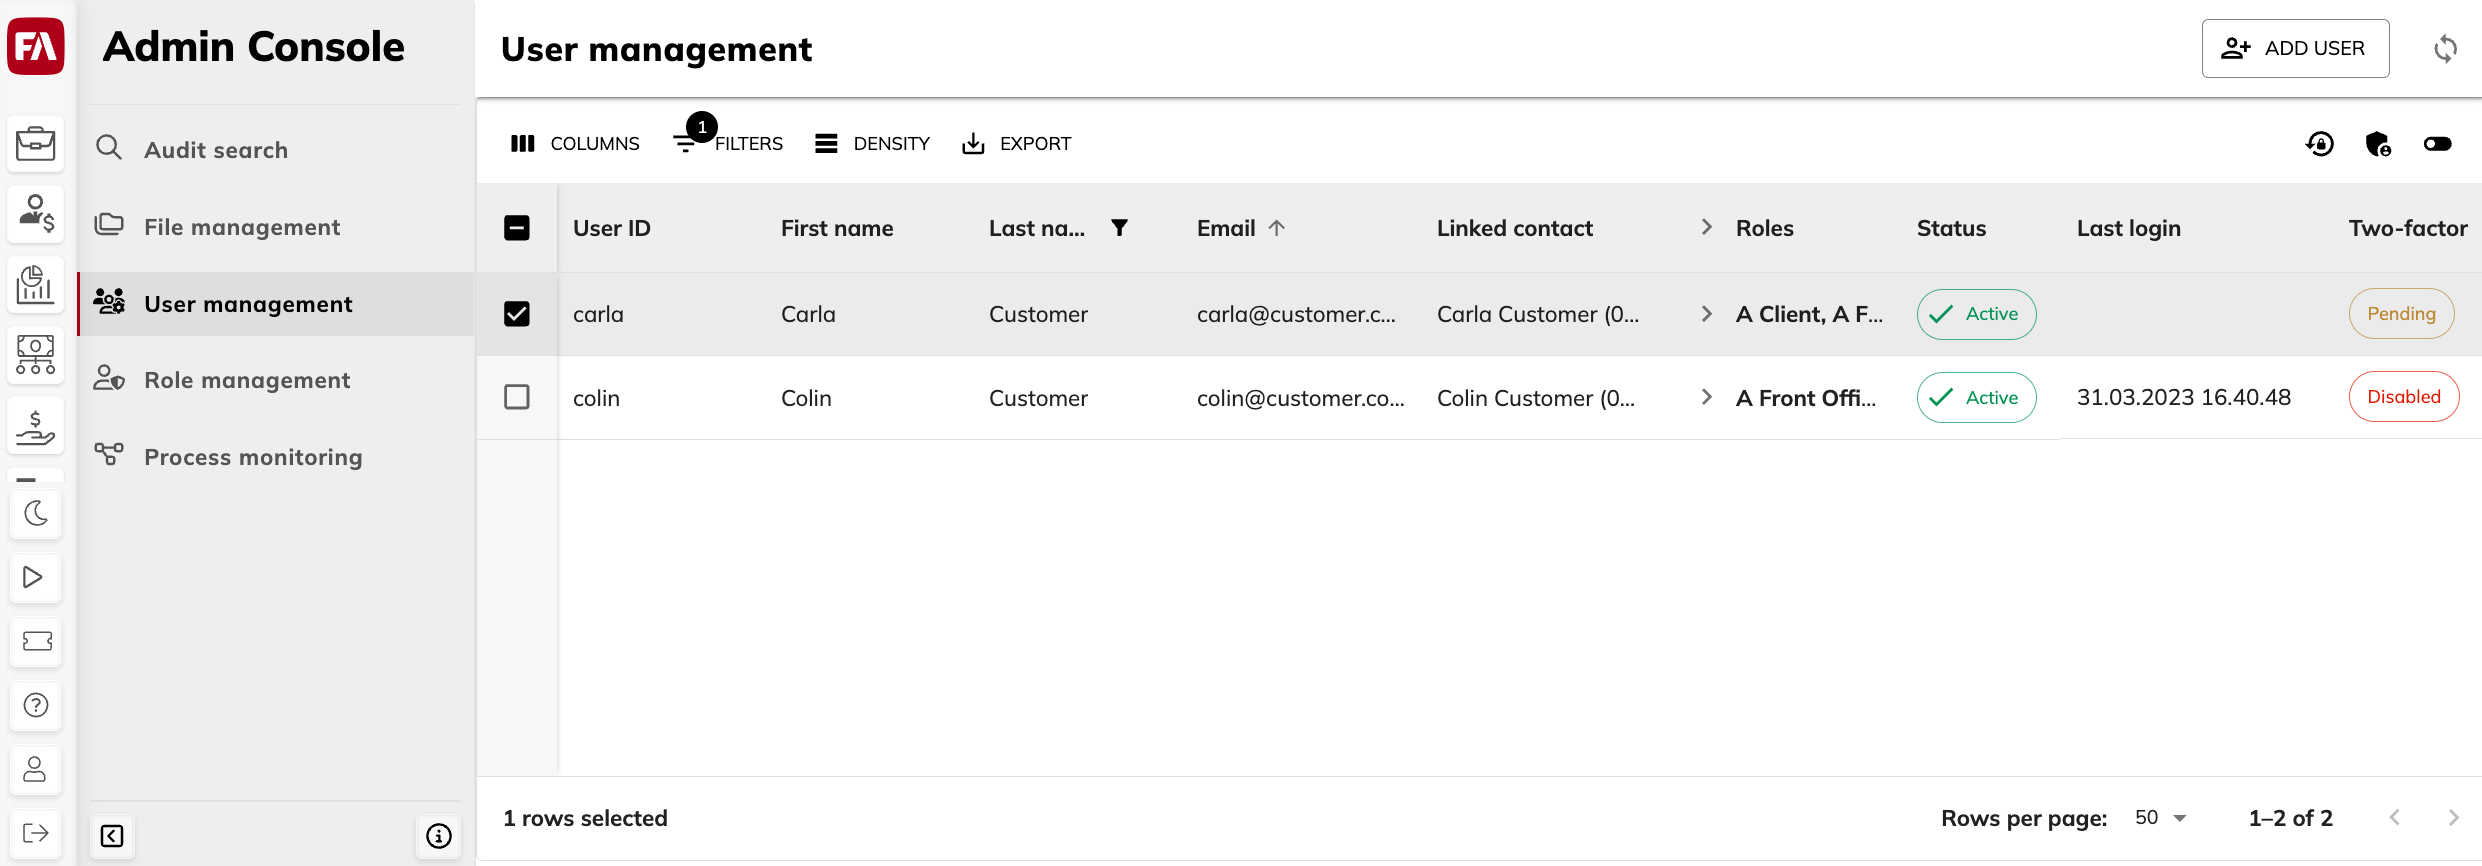 FA
Admin Console
Audit search
File management
User management
Role management
Process monitoring
User management
ADD USER
COLUMNS
1
FILTERS
DENSITY
EXPORT
User ID First name Last na... Email Linked contact Roles Status Last login Two-factor
carla Carla Customer carla@customer.c... Carla Customer (0... A Client, A F... Active Pending
colin Colin Customer colin@customer.co... Colin Customer (0... A Front Offi... Active 31.03.2023 16.40.48 Disabled
1 rows selected
Rows per page: 50 1–2 of 2